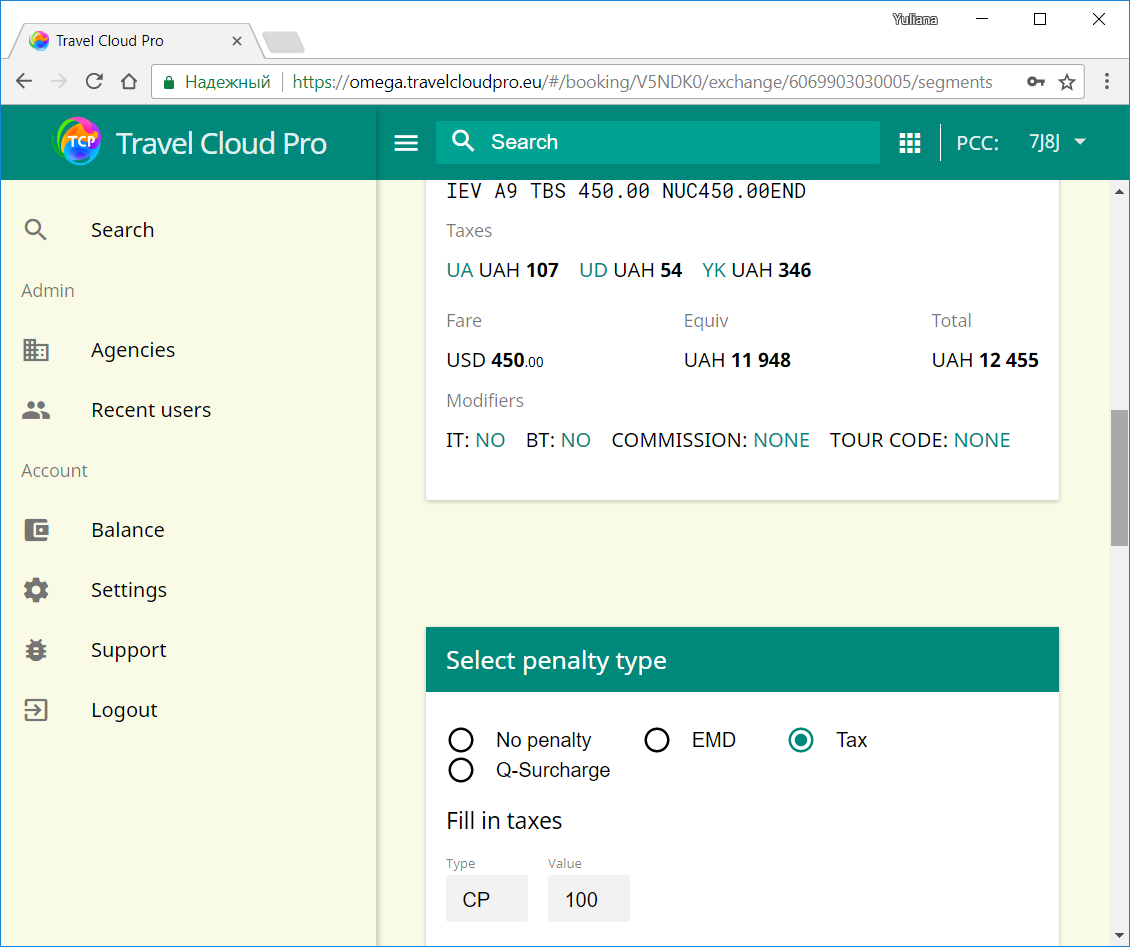 Yuliana
Travel Cloud Pro
Надежный https://omega.travelcloudpro.eu/#/booking/V5NDK0/exchange/6069903030005/segments
TCP Travel Cloud Pro Search PCC: 7J8J
Search
Admin
Agencies
Recent users
Account
Balance
Settings
Support
Logout
IEV A9 TBS 450.00 NUC450.00END
Taxes
UA UAH 107 UD UAH 54 YK UAH 346
Fare Equiv Total
USD 450.00 UAH 11 948 UAH 12 455
Modifiers
IT: NO BT: NO COMMISSION: NONE TOUR CODE: NONE
Select penalty type
No penalty EMD Tax
Q-Surcharge
Fill in taxes
Type Value
CP 100